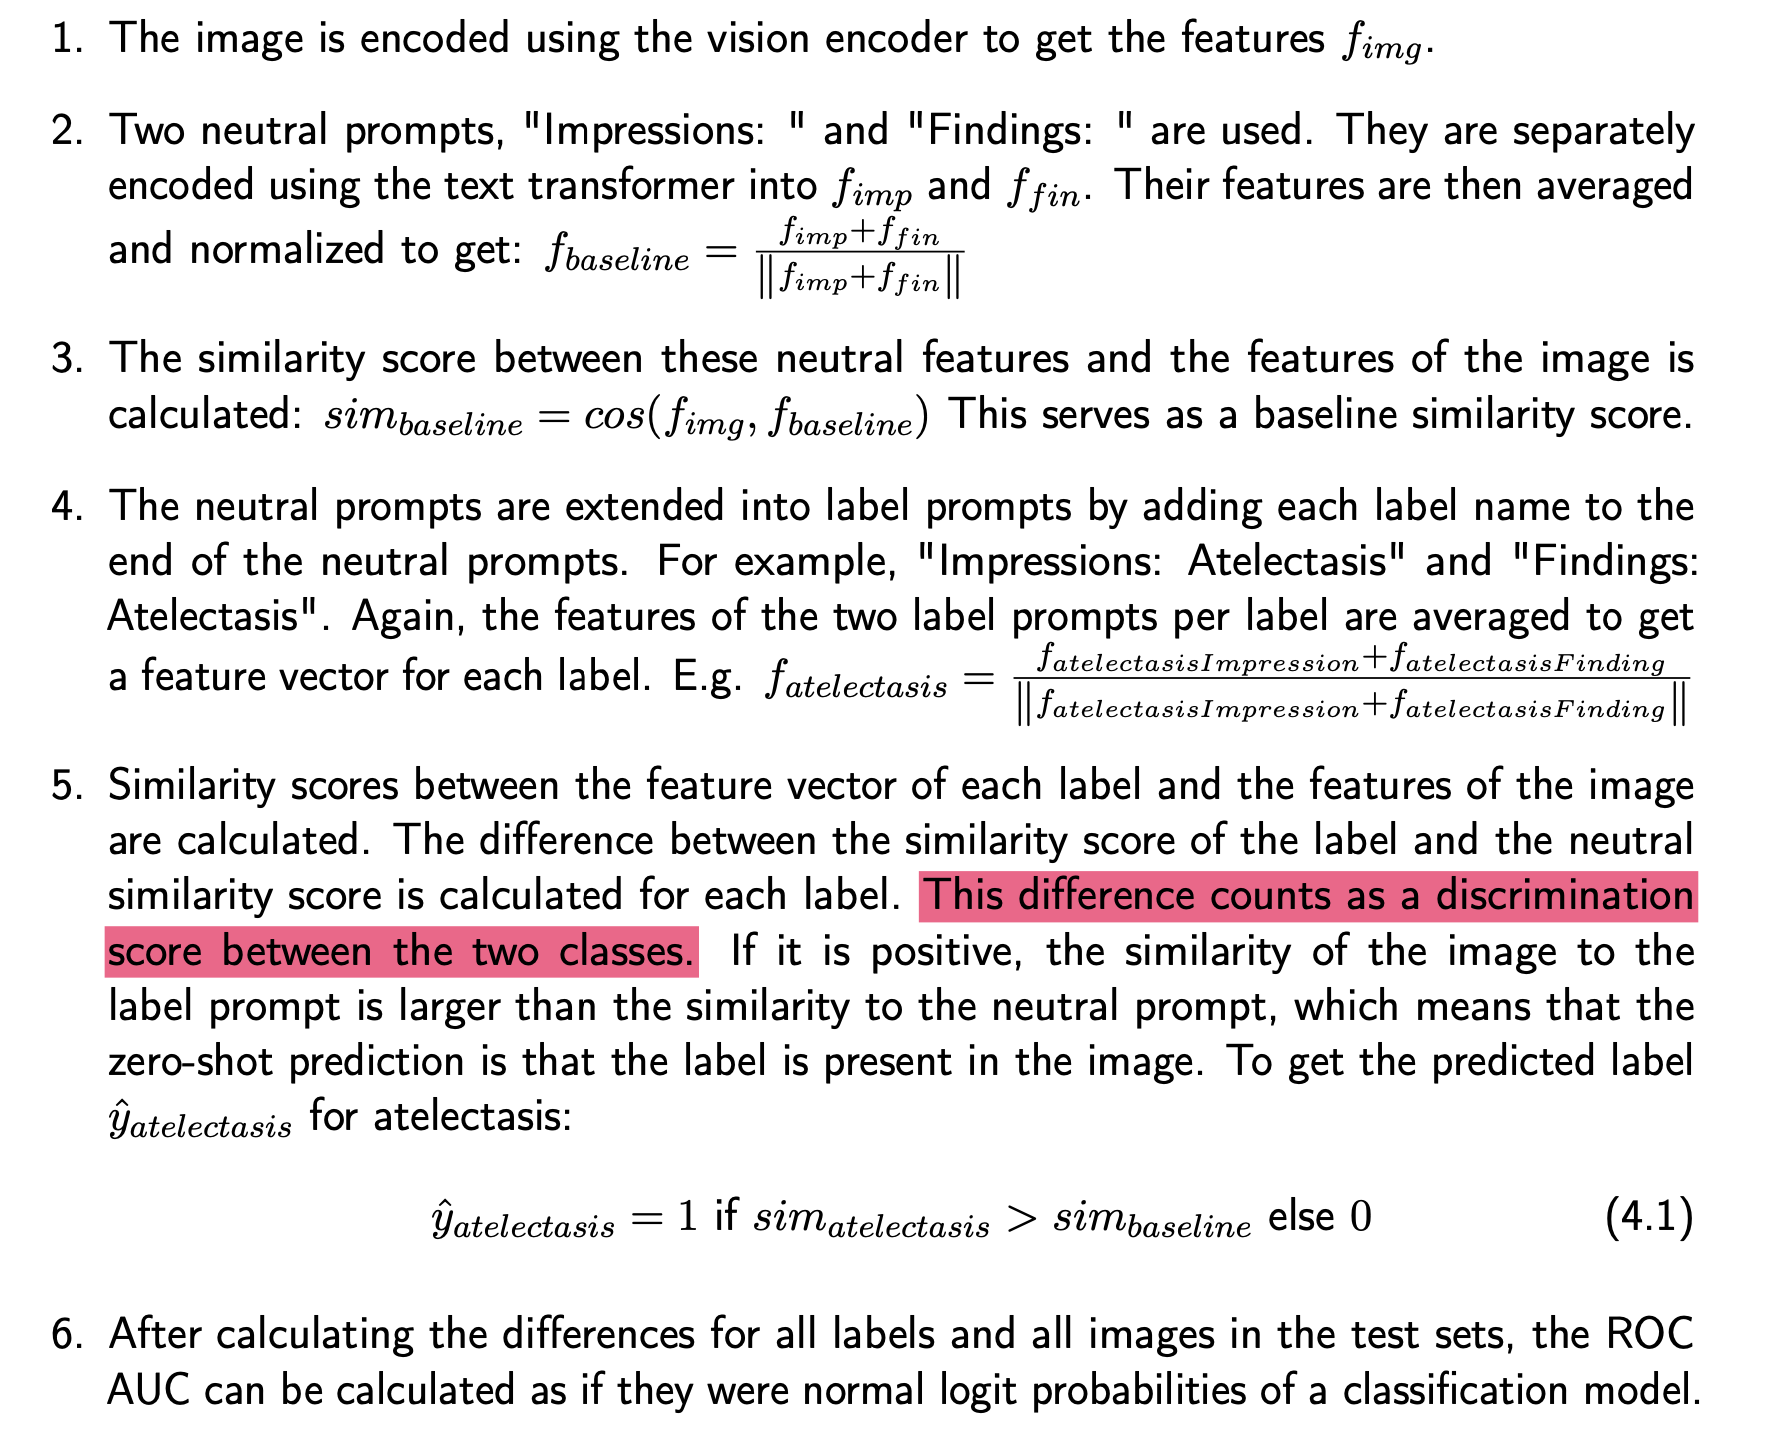 1. The image is encoded using the vision encoder to get the features f_{img}.
2. Two neutral prompts, "Impressions: " and "Findings: " are used. They are separately
encoded using the text transformer into f_{imp} and f_{fin}. Their features are then averaged
and normalized to get: f_{baseline} = \frac{f_{imp}+f_{fin}}{\|f_{imp}+f_{fin}\|}
3. The similarity score between these neutral features and the features of the image is
calculated: sim_{baseline} = cos(f_{img}, f_{baseline}) This serves as a baseline similarity score.
4. The neutral prompts are extended into label prompts by adding each label name to the
end of the neutral prompts. For example, "Impressions: Atelectasis" and "Findings:
Atelectasis". Again, the features of the two label prompts per label are averaged to get
a feature vector for each label. E.g. f_{atelectasis} = \frac{f_{atelectasisImpression}+f_{atelectasisFinding}}{\|f_{atelectasisImpression}+f_{atelectasisFinding}\|}
5. Similarity scores between the feature vector of each label and the features of the image
are calculated. The difference between the similarity score of the label and the neutral
similarity score is calculated for each label. This difference counts as a discrimination
score between the two classes. If it is positive, the similarity of the image to the
label prompt is larger than the similarity to the neutral prompt, which means that the
zero-shot prediction is that the label is present in the image. To get the predicted label
ŷ_{atelectasis} for atelectasis:
ŷ_{atelectasis} = 1 if sim_{atelectasis} > sim_{baseline} else 0 (4.1)
6. After calculating the differences for all labels and all images in the test sets, the ROC
AUC can be calculated as if they were normal logit probabilities of a classification model.